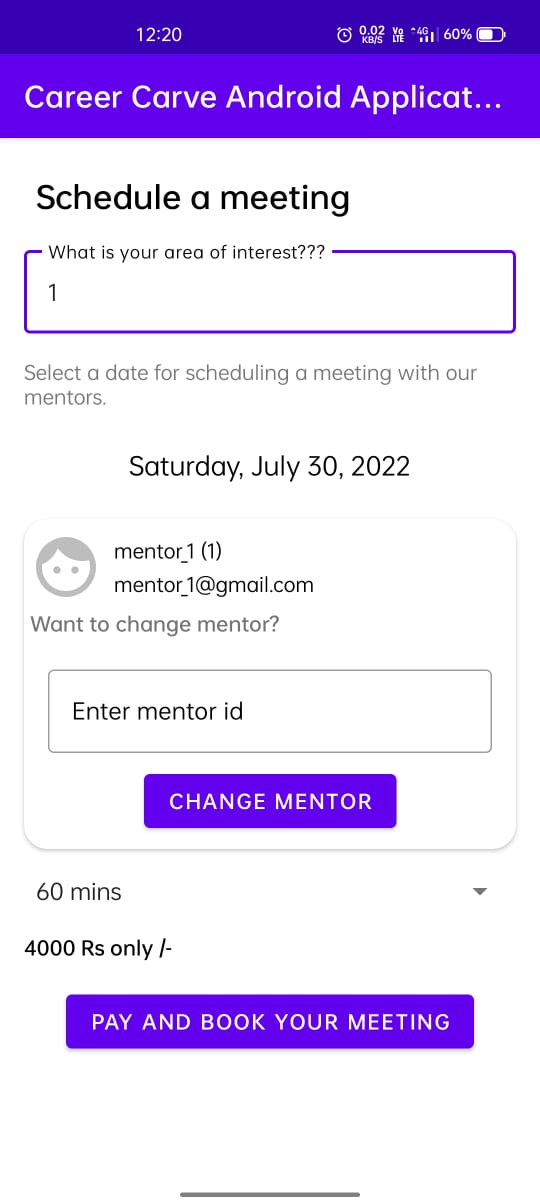 12:20
0.02 KB/S
Vo LTE
4G
60%
Career Carve Android Applicat...
Schedule a meeting
What is your area of interest???
1
Select a date for scheduling a meeting with our
mentors.
Saturday, July 30, 2022
mentor_1 (1)
mentor_1@gmail.com
Want to change mentor?
Enter mentor id
CHANGE MENTOR
60 mins
4000 Rs only /-
PAY AND BOOK YOUR MEETING